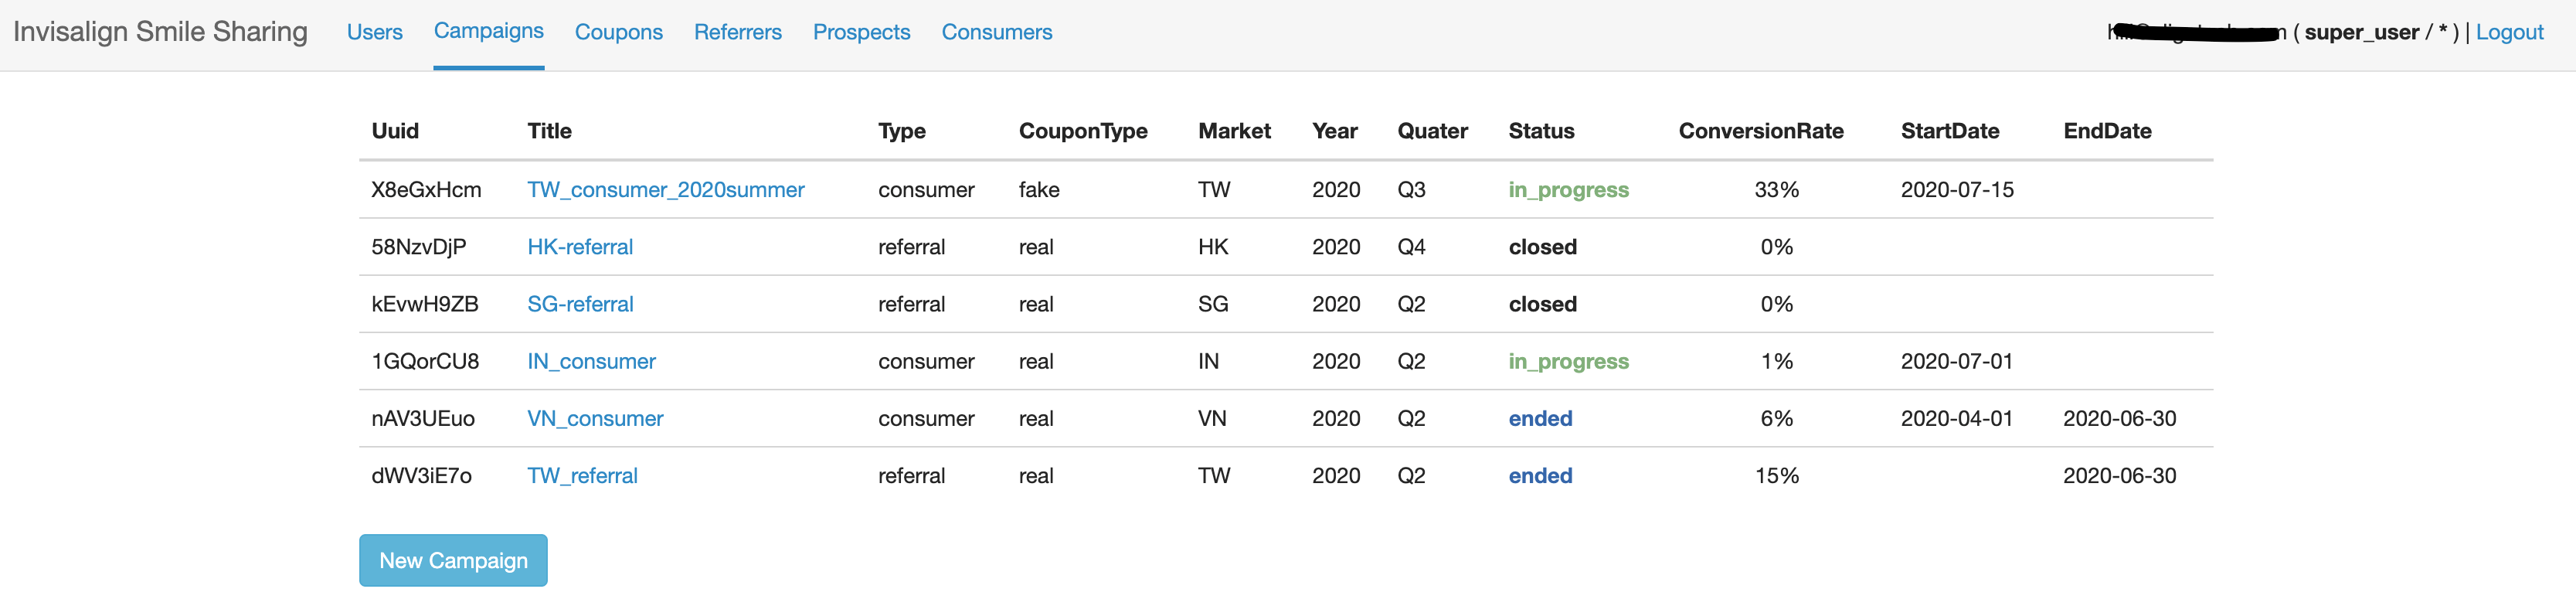 Invisalign Smile Sharing Users Campaigns Coupons Referrers Prospects Consumers ( super_user / * ) | Logout
Uuid Title Type CouponType Market Year Quater Status ConversionRate StartDate EndDate
X8eGxHcm TW_consumer_2020summer consumer fake TW 2020 Q3 in_progress 33% 2020-07-15
58NzvDjP HK-referral referral real HK 2020 Q4 closed 0%
kEvwH9ZB SG-referral referral real SG 2020 Q2 closed 0%
1GQorCU8 IN_consumer consumer real IN 2020 Q2 in_progress 1% 2020-07-01
nAV3UEuo VN_consumer consumer real VN 2020 Q2 ended 6% 2020-04-01 2020-06-30
dWV3iE7o TW_referral referral real TW 2020 Q2 ended 15% 2020-06-30
New Campaign